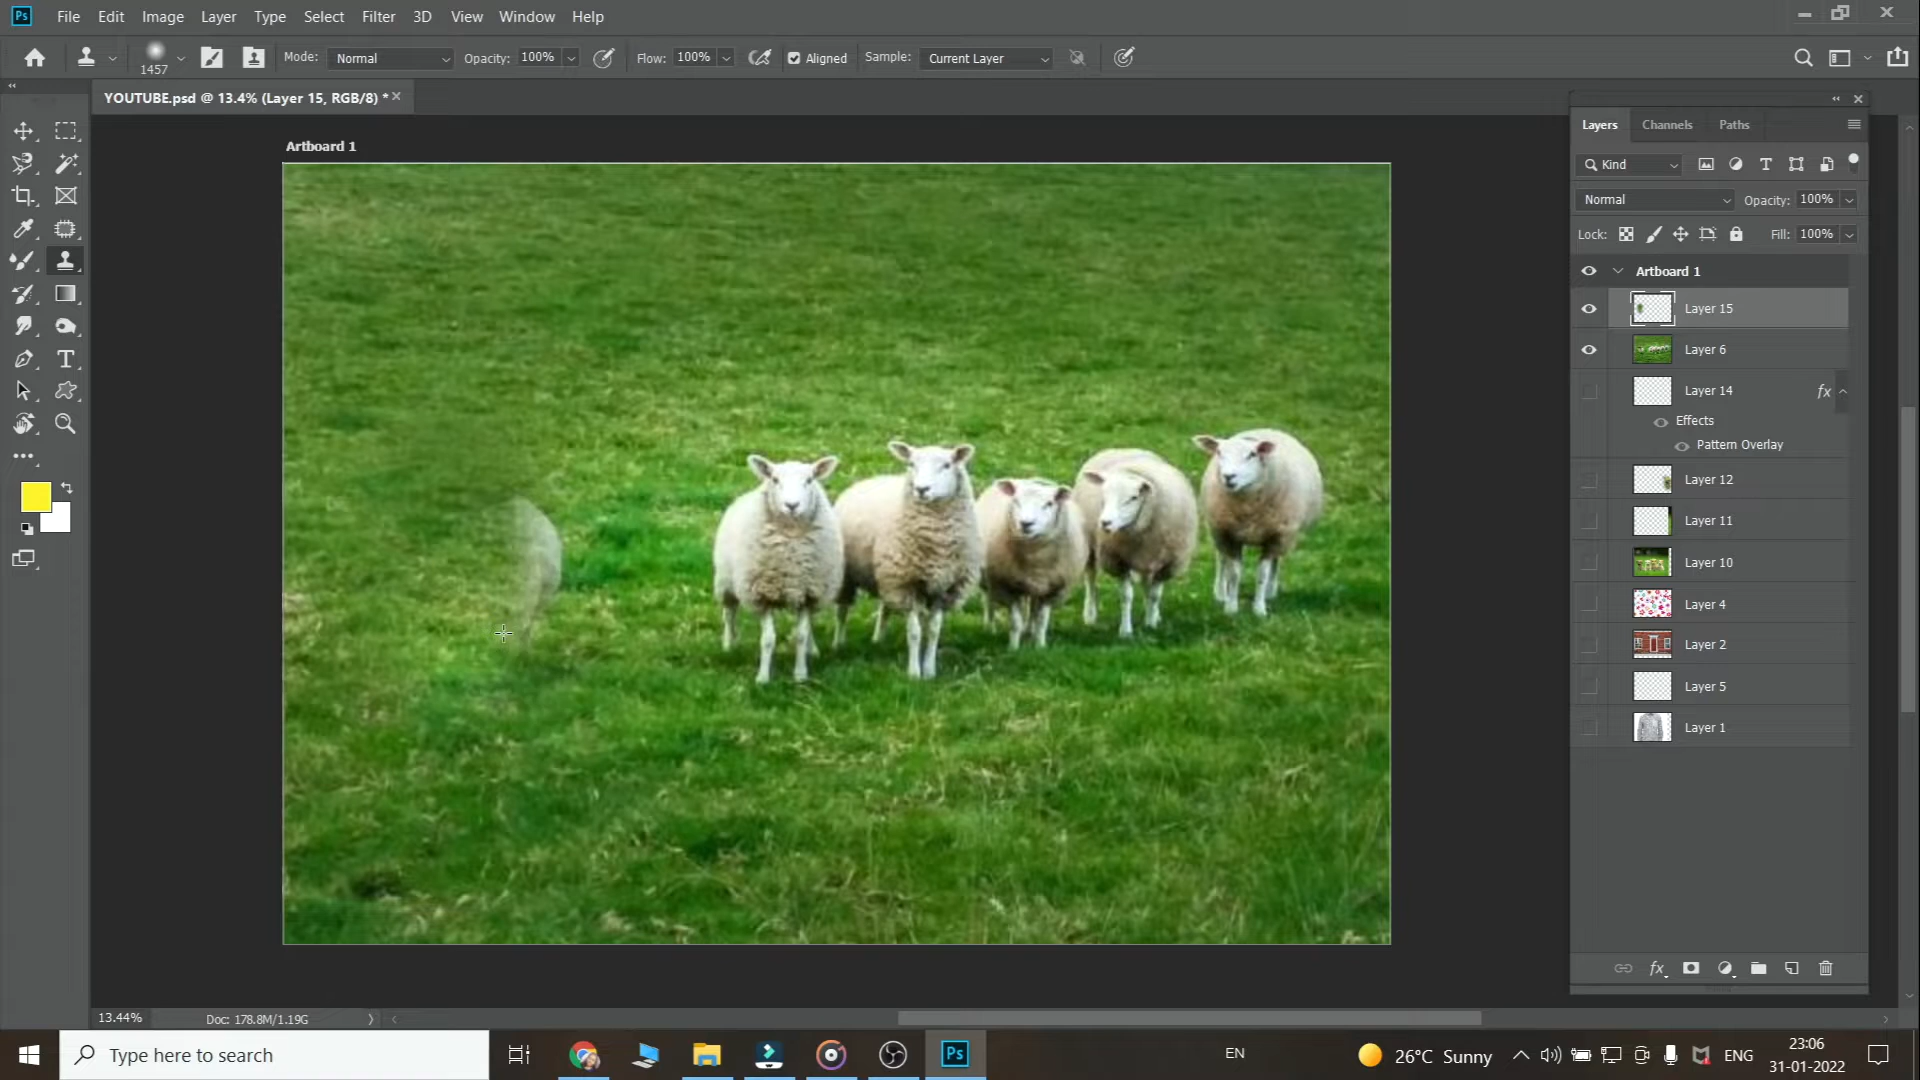 Ps File Edit Image Layer Type Select Filter 3D View Window Help
1457 Mode: Normal Opacity: 100% Flow: 100% Aligned Sample: Current Layer
YOUTUBE.psd @ 13.4% (Layer 15, RGB/8) *
Artboard 1
Layers Channels Paths
Kind
Normal Opacity: 100%
Lock: Fill: 100%
Artboard 1
Layer 15
Layer 6
Layer 14 fx
Effects
Pattern Overlay
Layer 12
Layer 11
Layer 10
Layer 4
Layer 2
Layer 5
Layer 1
fx
13.44% Doc: 178.8M/1.19G
Type here to search Ps EN 26°C Sunny ENG 23:06
31-01-2022